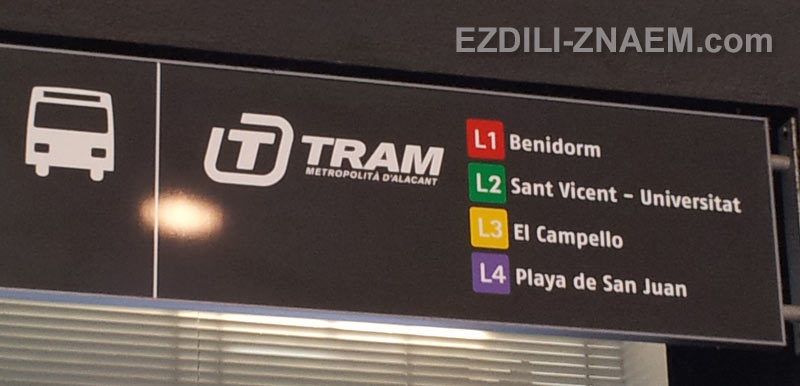 EZDILI-ZNAEM.com
TRAM
METROPOLITÀ D'ALACANT
L1 Benidorm
L2 Sant Vicent – Universitat
L3 El Campello
L4 Playa de San Juan